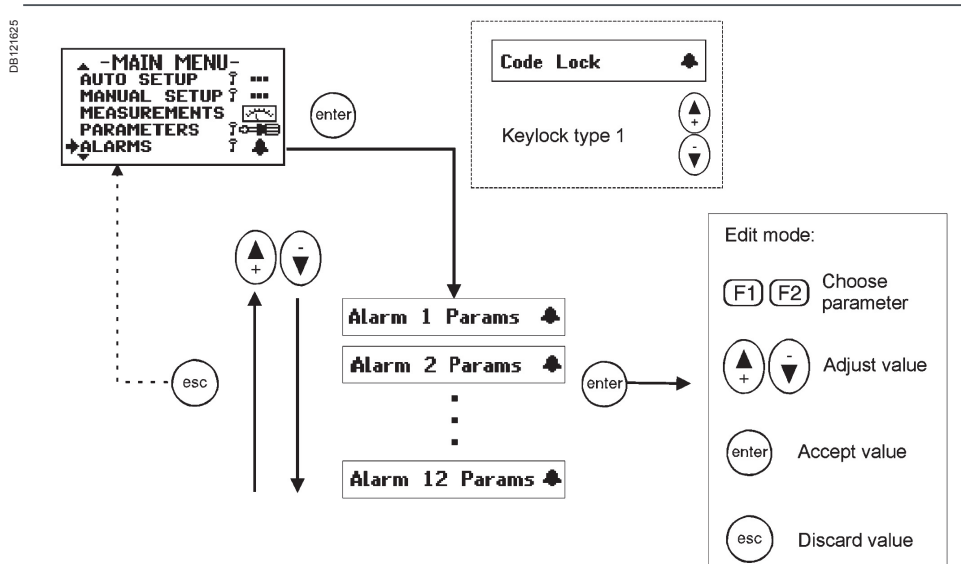 DB121625
-MAIN MENU-
AUTO SETUP
MANUAL SETUP
MEASUREMENTS
PARAMETERS
ALARMS
enter
Code Lock
Keylock type 1
+
-
+
-
esc
Alarm 1 Params
Alarm 2 Params
Alarm 12 Params
enter
Edit mode:
F1 F2 Choose parameter
+ - Adjust value
enter Accept value
esc Discard value